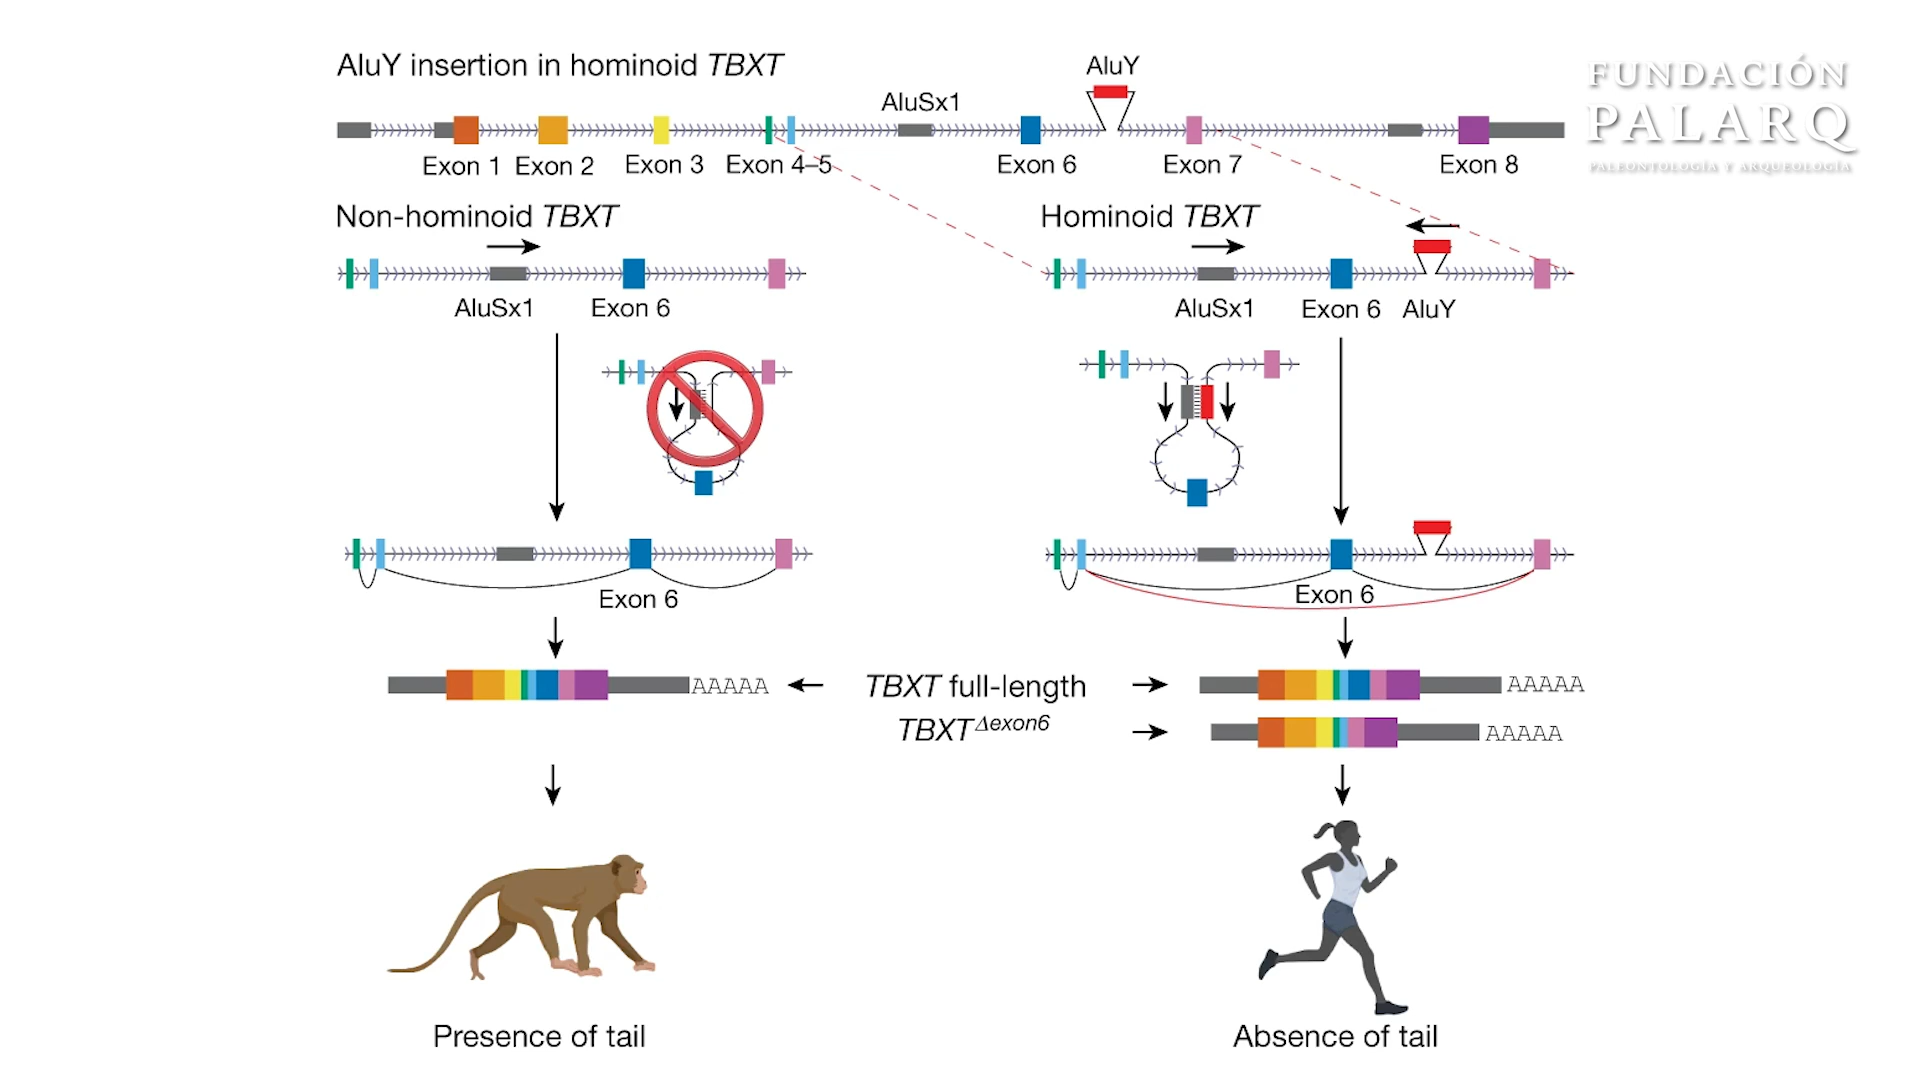 AluY insertion in hominoid TBXT
AluY
AluSx1
Exon 1
Exon 2
Exon 3
Exon 4–5
Exon 6
Exon 7
Exon 8
FUNDACIÓN
PALARQ
PALEONTOLOGÍA Y ARQUEOLOGÍA
Non-hominoid TBXT
AluSx1
Exon 6
Hominoid TBXT
AluSx1
Exon 6
AluY
Exon 6
Exon 6
AAAAA
TBXT full-length
AAAAA
TBXTΔexon6
AAAAA
Presence of tail
Absence of tail